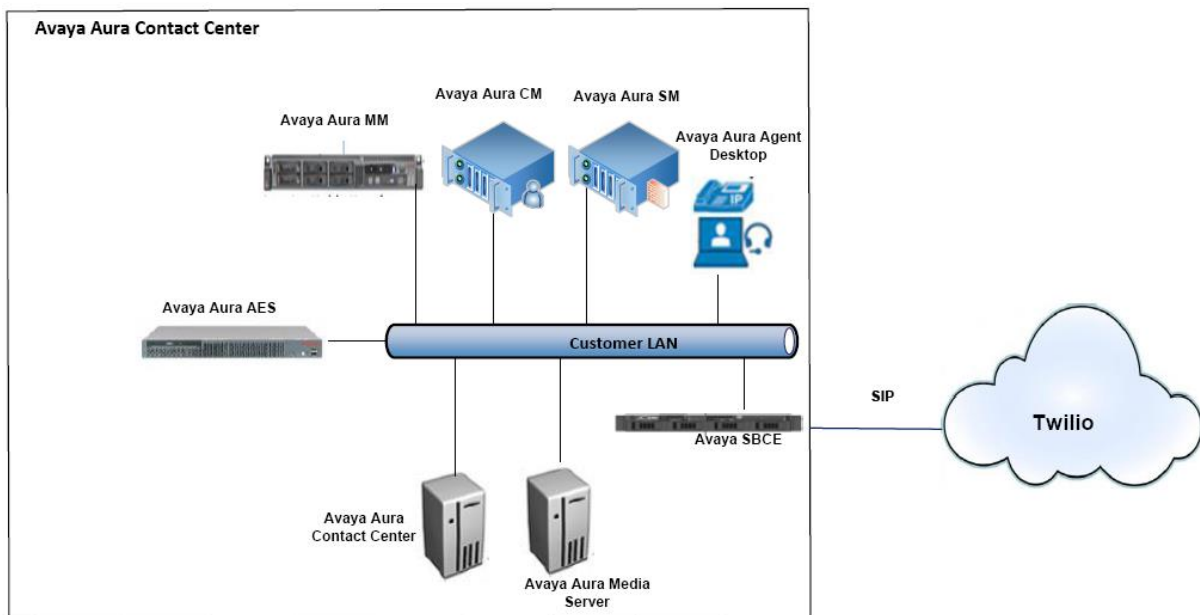 Avaya Aura Contact Center
Avaya Aura CM
Avaya Aura SM
Avaya Aura MM
Avaya Aura Agent
Desktop
IP
Avaya Aura AES
Customer LAN
SIP
Twilio
Avaya SBCE
Avaya Aura
Contact Center
Avaya Aura Media
Server